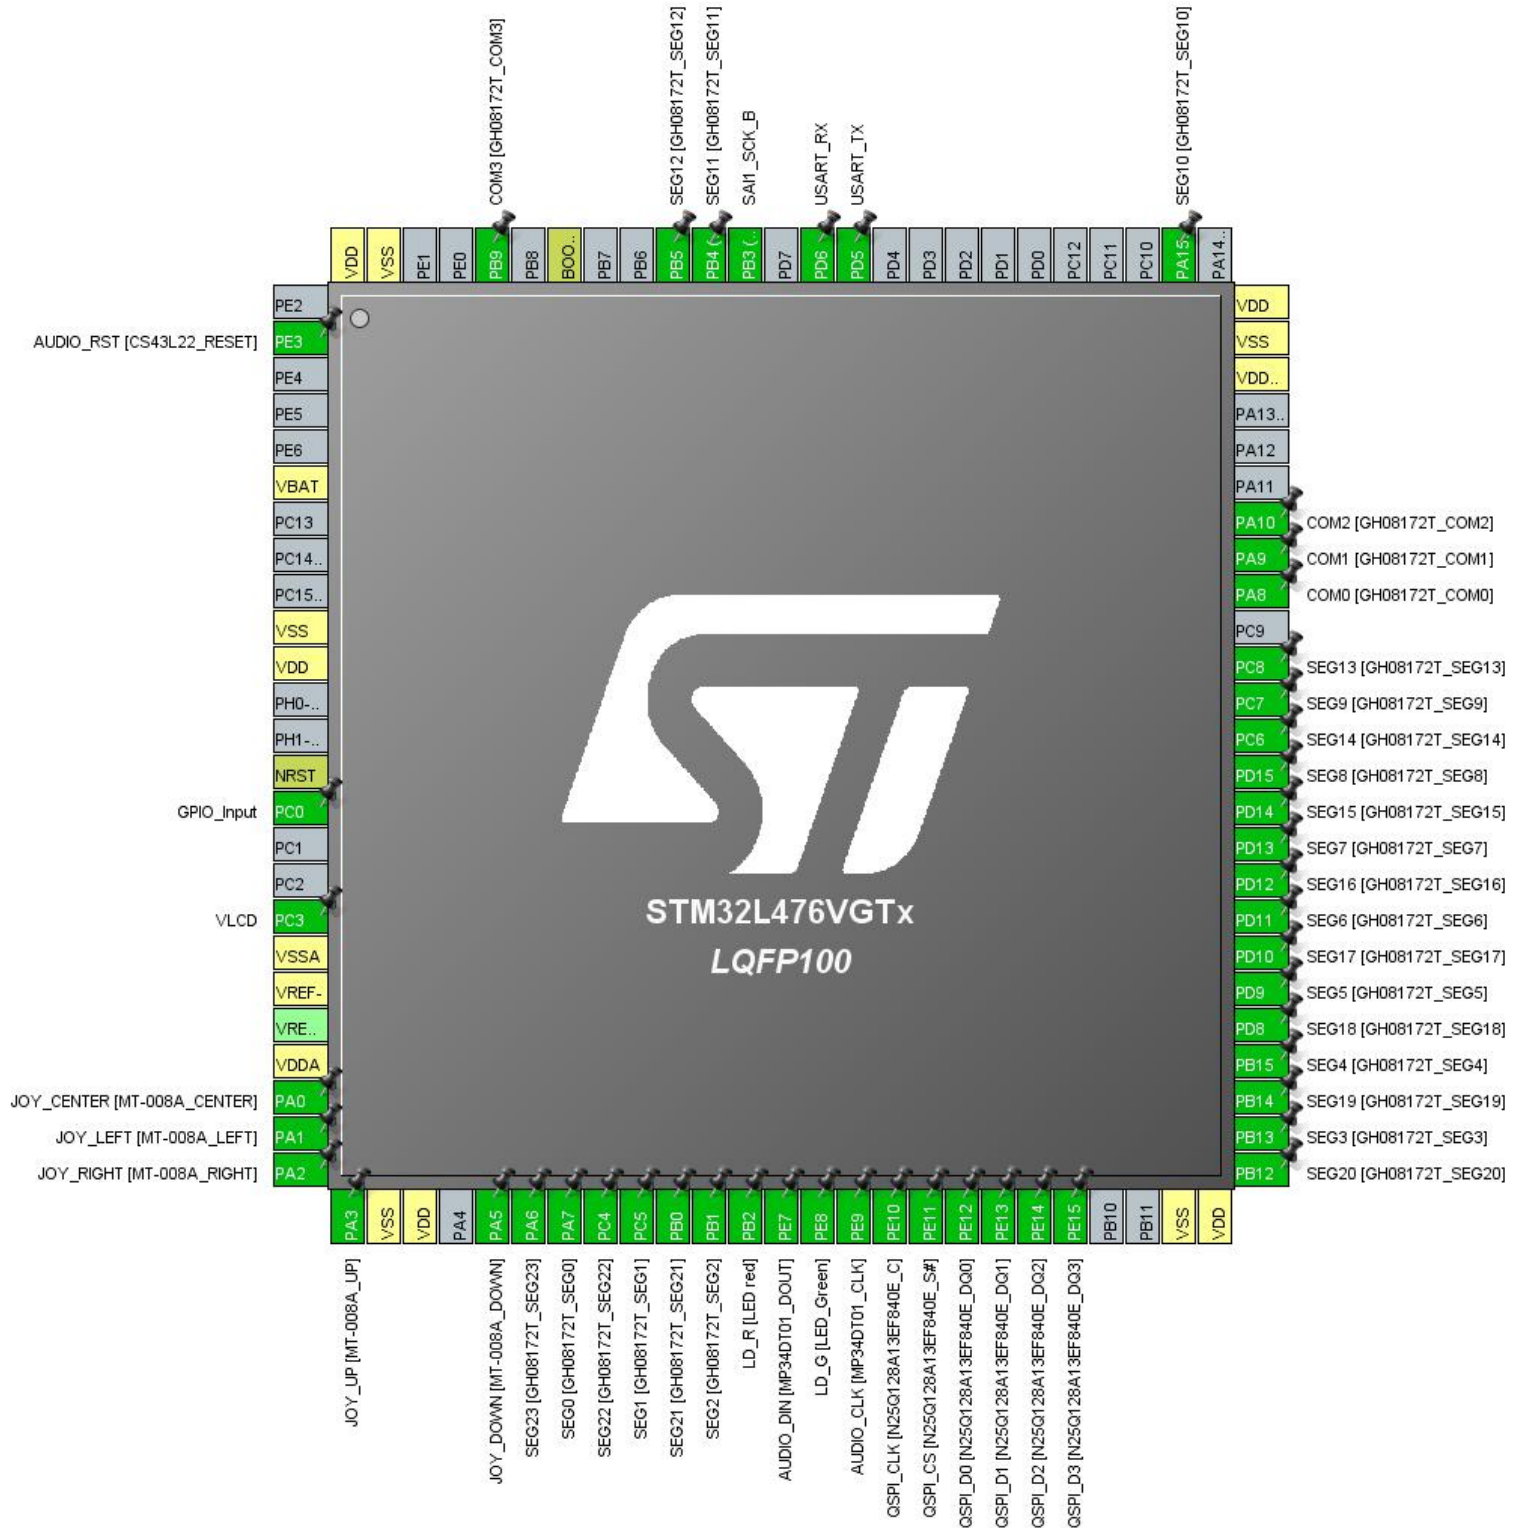 COM3 [GH08172T_COM3]
SEG12 [GH08172T_SEG12]
SEG11 [GH08172T_SEG11]
SAI1_SCK_B
USART_RX
USART_TX
SEG10 [GH08172T_SEG10]
VDD
VSS
PE1
PE0
PB9
PB8
BOO..
PB7
PB6
PB5
PB4 (..
PB3 (..
PD7
PD6
PD5
PD4
PD3
PD2
PD1
PD0
PC12
PC11
PC10
PA15..
PA14..
PE2
AUDIO_RST [CS43L22_RESET] PE3
PE4
PE5
PE6
VBAT
PC13
PC14..
PC15..
VSS
VDD
PH0-..
PH1-..
NRST
GPIO_Input PC0
PC1
PC2
VLCD PC3
VSSA
VREF-
VRE..
VDDA
JOY_CENTER [MT-008A_CENTER] PA0
JOY_LEFT [MT-008A_LEFT] PA1
JOY_RIGHT [MT-008A_RIGHT] PA2
ST
STM32L476VGTx
LQFP100
VDD
VSS
VDD..
PA13..
PA12
PA11
PA10 COM2 [GH08172T_COM2]
PA9 COM1 [GH08172T_COM1]
PA8 COM0 [GH08172T_COM0]
PC9
PC8 SEG13 [GH08172T_SEG13]
PC7 SEG9 [GH08172T_SEG9]
PC6 SEG14 [GH08172T_SEG14]
PD15 SEG8 [GH08172T_SEG8]
PD14 SEG15 [GH08172T_SEG15]
PD13 SEG7 [GH08172T_SEG7]
PD12 SEG16 [GH08172T_SEG16]
PD11 SEG6 [GH08172T_SEG6]
PD10 SEG17 [GH08172T_SEG17]
PD9 SEG5 [GH08172T_SEG5]
PD8 SEG18 [GH08172T_SEG18]
PB15 SEG4 [GH08172T_SEG4]
PB14 SEG19 [GH08172T_SEG19]
PB13 SEG3 [GH08172T_SEG3]
PB12 SEG20 [GH08172T_SEG20]
PA3
VSS
VDD
PA4
PA5
PA6
PA7
PC4
PC5
PB0
PB1
PB2
PE7
PE8
PE9
PE10
PE11
PE12
PE13
PE14
PE15
PB10
PB11
VSS
VDD
JOY_UP [MT-008A_UP]
JOY_DOWN [MT-008A_DOWN]
SEG23 [GH08172T_SEG23]
SEG0 [GH08172T_SEG0]
SEG22 [GH08172T_SEG22]
SEG1 [GH08172T_SEG1]
SEG21 [GH08172T_SEG21]
SEG2 [GH08172T_SEG2]
LD_R [LED red]
AUDIO_DIN [MP34DT01_DOUT]
LD_G [LED_Green]
AUDIO_CLK [MP34DT01_CLK]
QSPI_CLK [N25Q128A13EF840E_C]
QSPI_CS [N25Q128A13EF840E_S#]
QSPI_D0 [N25Q128A13EF840E_DQ0]
QSPI_D1 [N25Q128A13EF840E_DQ1]
QSPI_D2 [N25Q128A13EF840E_DQ2]
QSPI_D3 [N25Q128A13EF840E_DQ3]